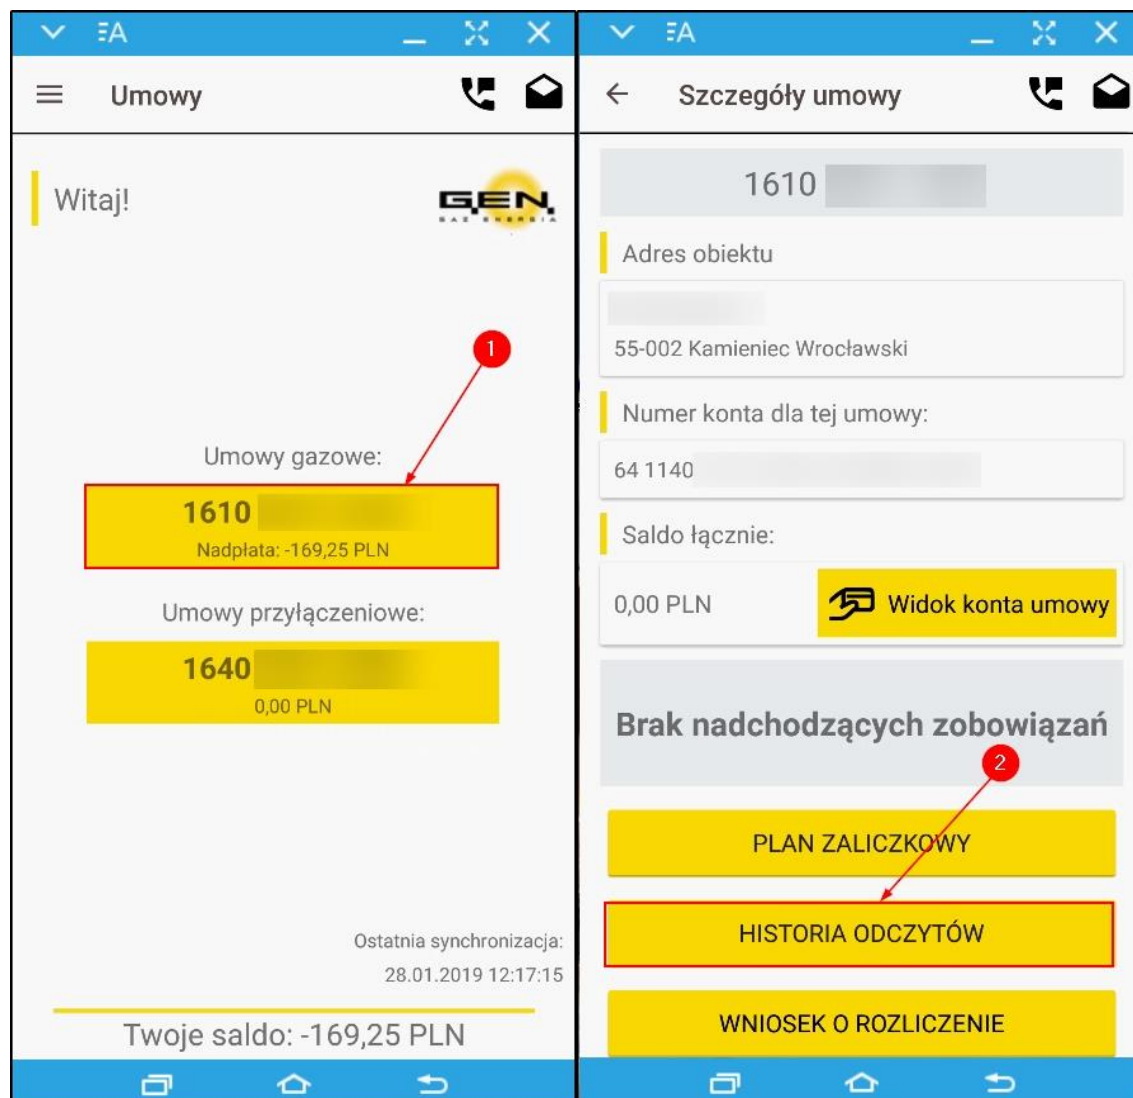 Umowy
Witaj!
G.E.N.
GAZ ENERGIA
1
Umowy gazowe:
1610
Nadpłata: -169,25 PLN
Umowy przyłączeniowe:
1640
0,00 PLN
Ostatnia synchronizacja:
28.01.2019 12:17:15
Twoje saldo: -169,25 PLN
Szczegóły umowy
1610
Adres obiektu
55-002 Kamieniec Wrocławski
Numer konta dla tej umowy:
64 1140
Saldo łącznie:
0,00 PLN
Widok konta umowy
Brak nadchodzących zobowiązań
2
PLAN ZALICZKOWY
HISTORIA ODCZYTÓW
WNIOSEK O ROZLICZENIE